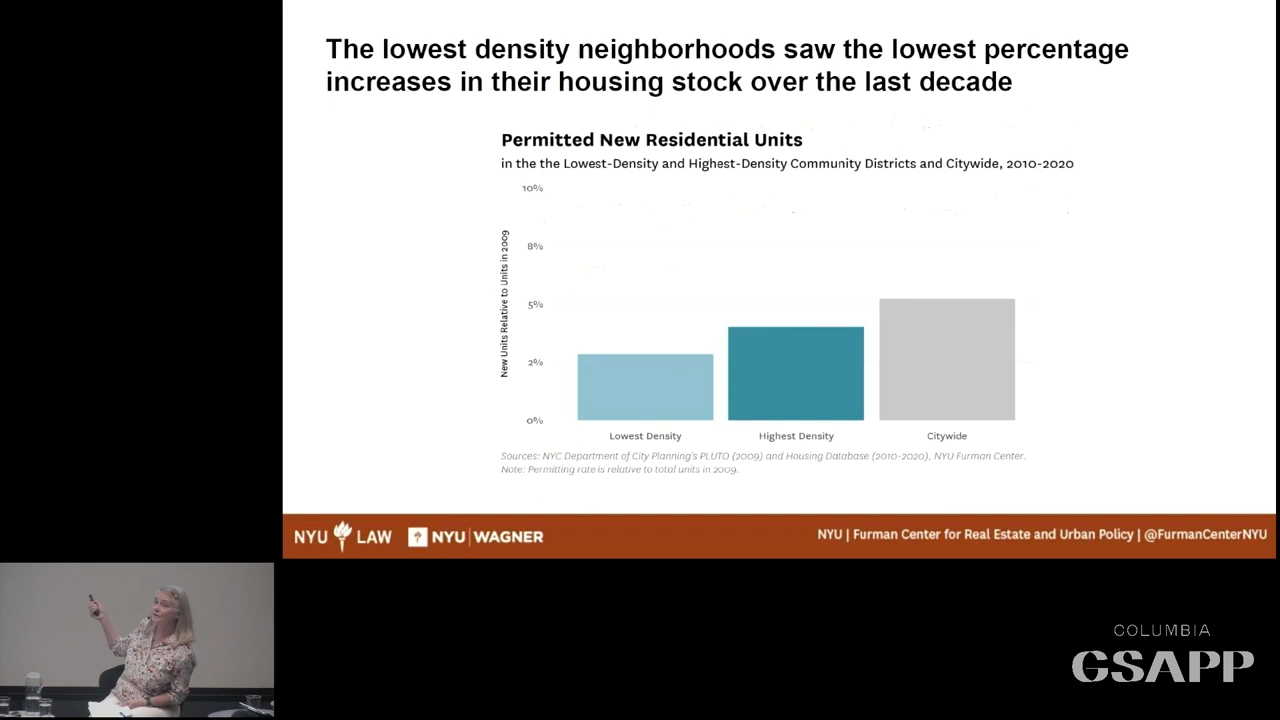 The lowest density neighborhoods saw the lowest percentage
increases in their housing stock over the last decade
Permitted New Residential Units
in the the Lowest-Density and Highest-Density Community Districts and Citywide, 2010-2020
10%
8%
5%
2%
0%
New Units Relative to Units in 2009
Lowest Density
Highest Density
Citywide
Sources: NYC Department of City Planning's PLUTO (2009) and Housing Database (2010-2020), NYU Furman Center.
Note: Permitting rate is relative to total units in 2009.
NYU LAW
NYU | WAGNER
NYU | Furman Center for Real Estate and Urban Policy | @FurmanCenterNYU
COLUMBIA
GSAPP